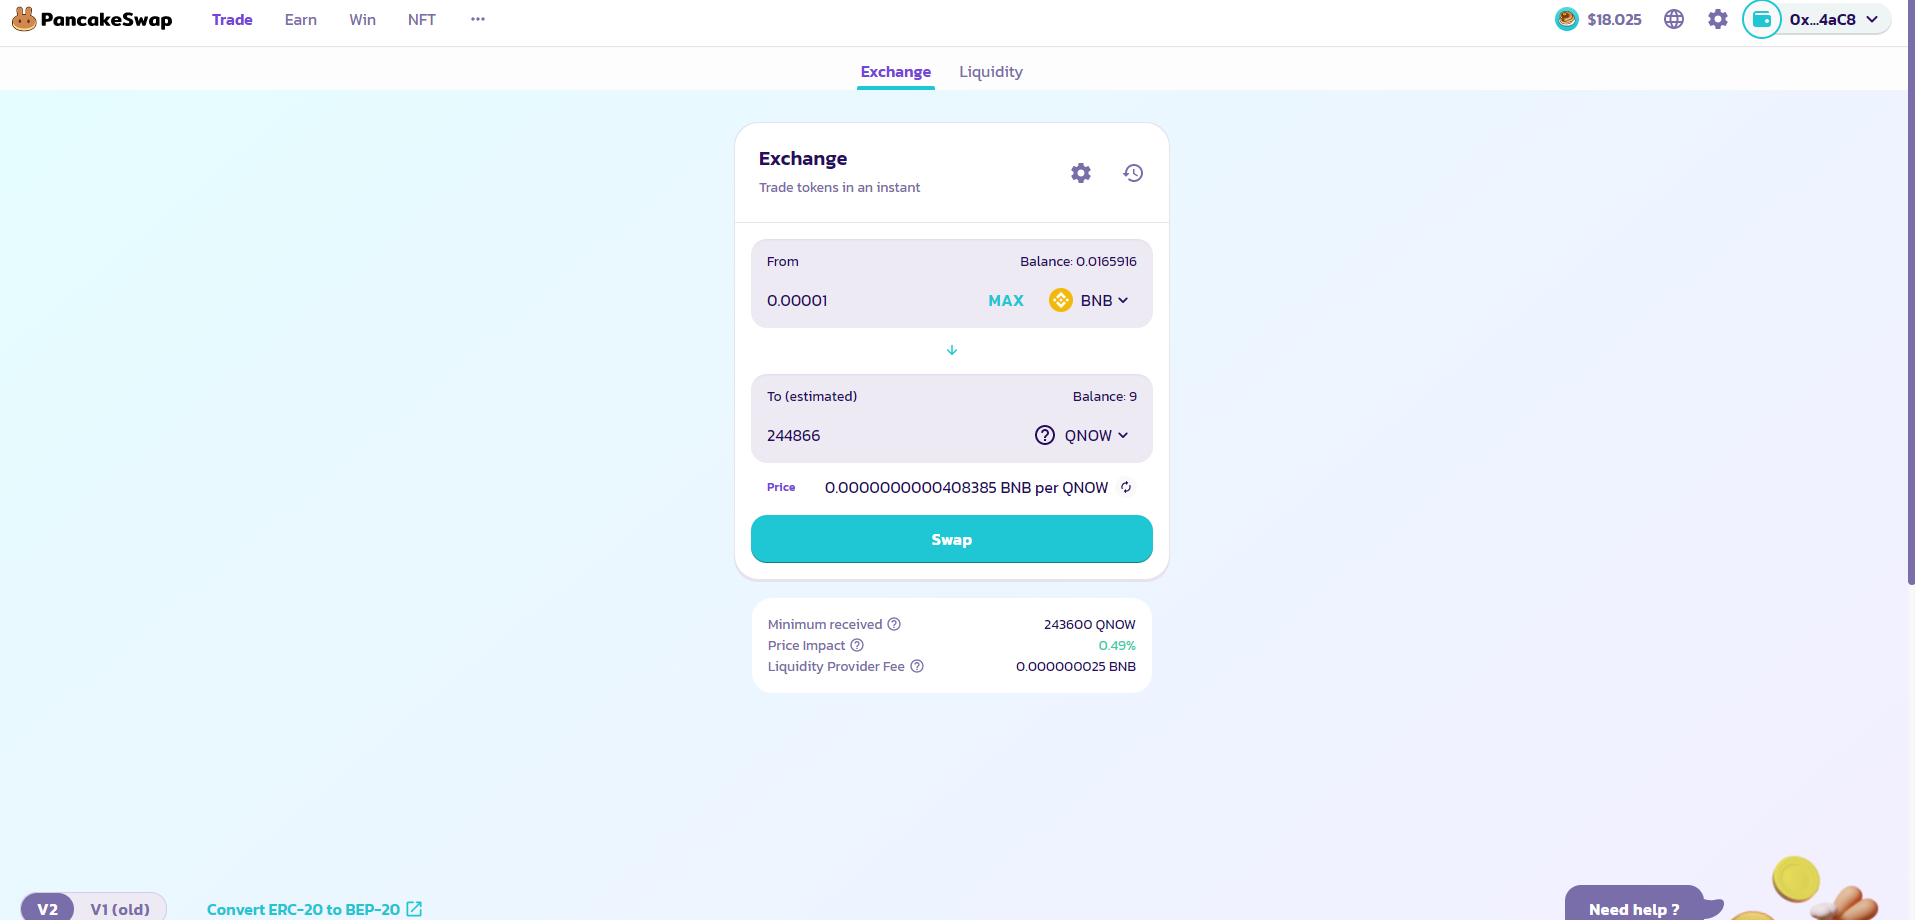 PancakeSwap Trade Earn Win NFT ••• $18.025 0x...4aC8
Exchange Liquidity
Exchange
Trade tokens in an instant
From Balance: 0.0165916
0.00001 MAX BNB
To (estimated) Balance: 9
244866 QNOW
Price 0.0000000000408385 BNB per QNOW
Swap
Minimum received 243600 QNOW
Price Impact 0.49%
Liquidity Provider Fee 0.000000025 BNB
V2 V1 (old) Convert ERC-20 to BEP-20 Need help ?